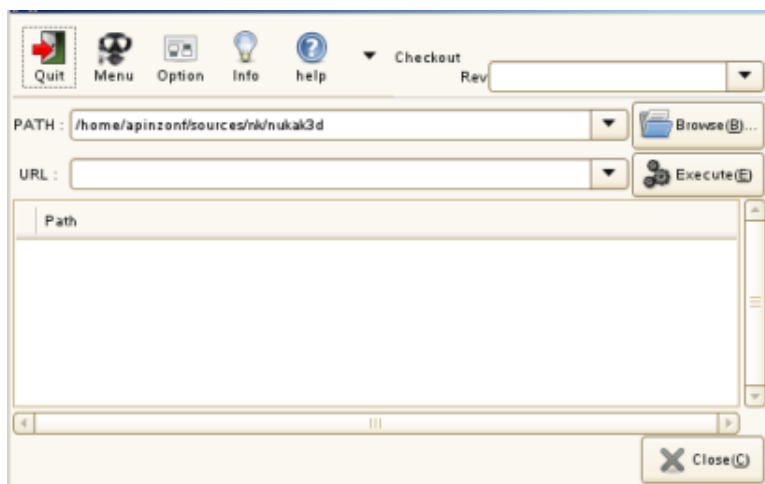 Quit Menu Option Info help Checkout
Rev
PATH : /home/apinzonf/sources/nk/nukak3d Browse(B)...
URL : Execute(E)
Path
Close(C)